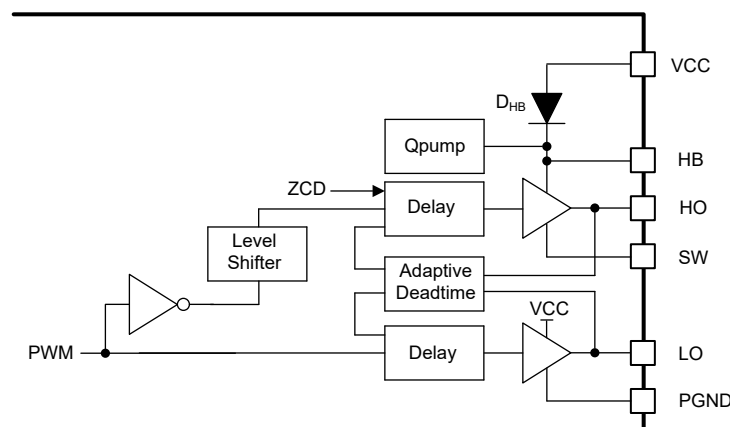 VCC
D_HB
Qpump
HB
ZCD
Delay
HO
Level
Shifter
SW
Adaptive
Deadtime
VCC
PWM
Delay
LO
PGND